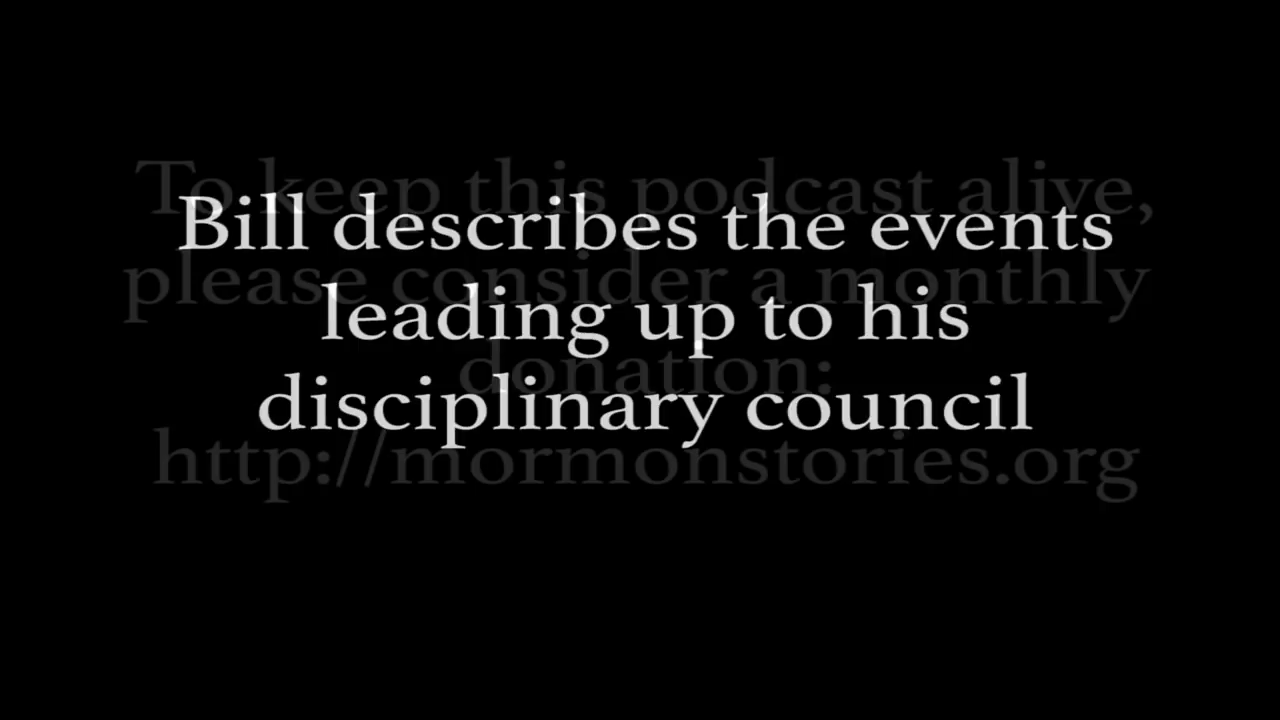 Bill describes the events
leading up to his
disciplinary council
To keep this podcast alive,
please consider a monthly
donation:
http://mormonstories.org